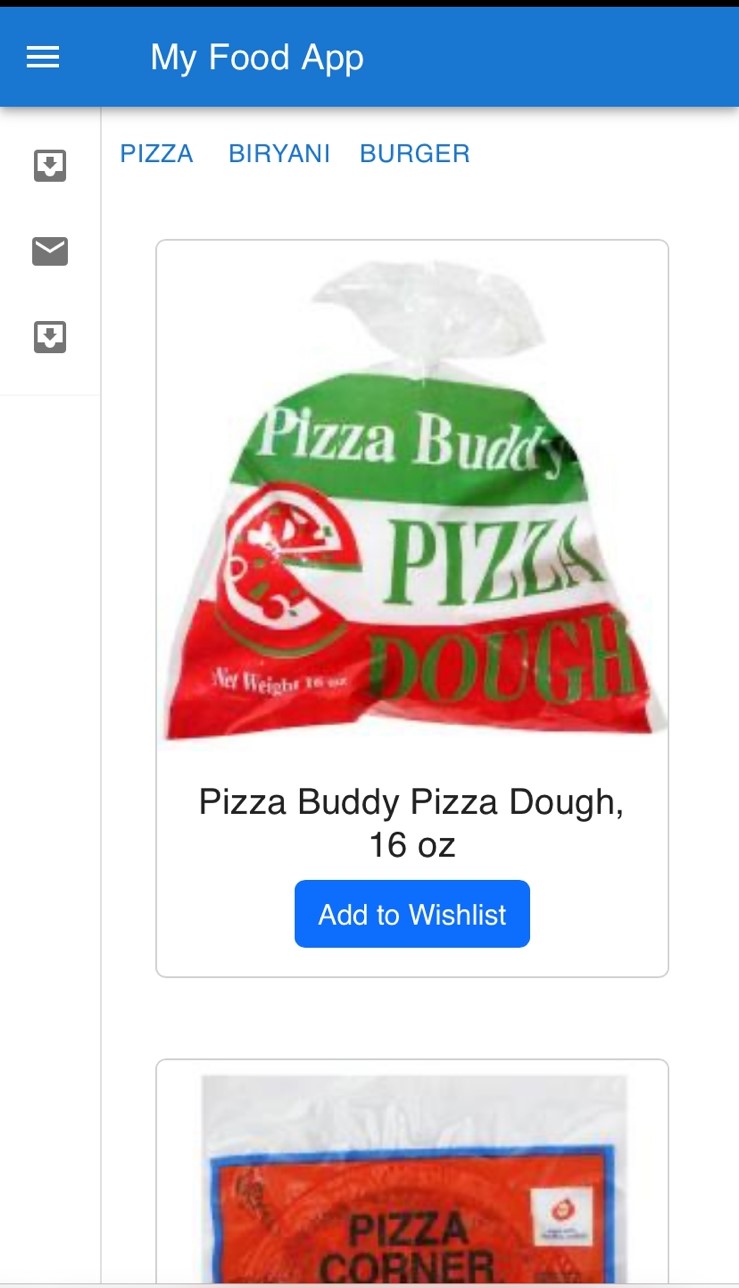 My Food App
PIZZA BIRYANI BURGER
Pizza Buddy
PIZZA
DOUGH
Net Weight 16 oz
Pizza Buddy Pizza Dough,
16 oz
Add to Wishlist
PIZZA
CORNER